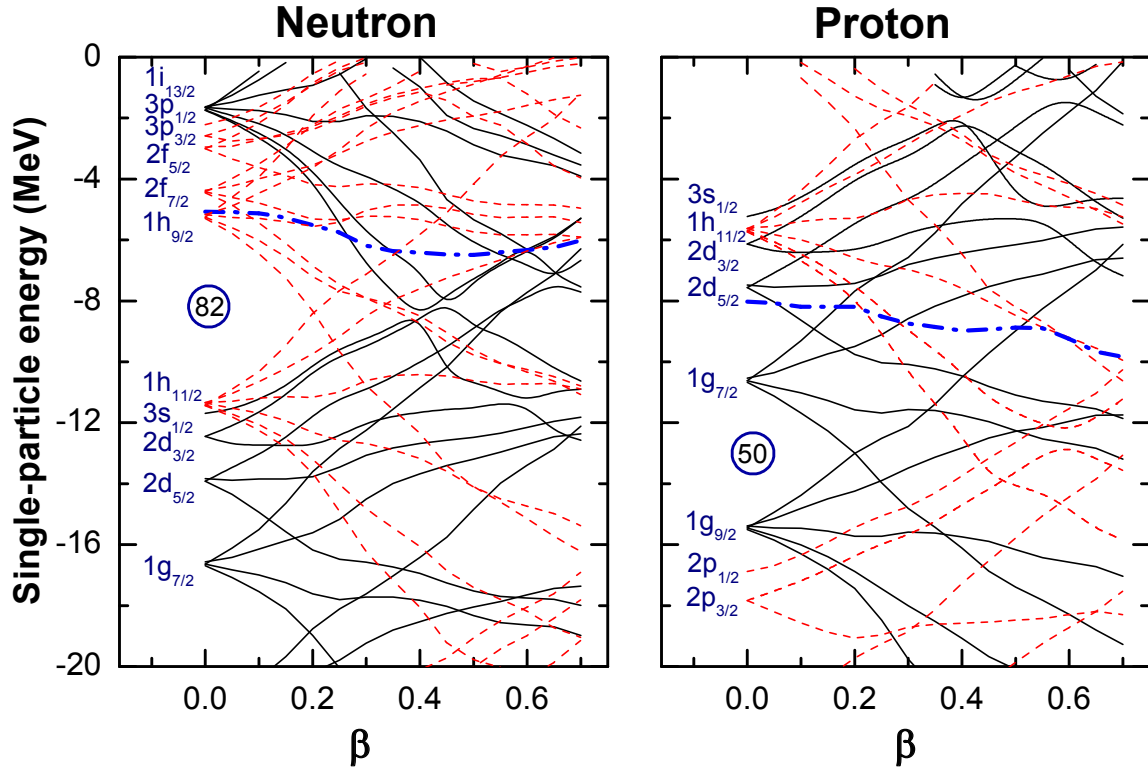 Neutron
Proton
Single-particle energy (MeV)
0
-4
-8
-12
-16
-20
1i13/2
3p1/2
3p3/2
2f5/2
2f7/2
1h9/2
82
1h11/2
3s1/2
2d3/2
2d5/2
1g7/2
3s1/2
1h11/2
2d3/2
2d5/2
1g7/2
50
1g9/2
2p1/2
2p3/2
0.0 0.2 0.4 0.6
0.0 0.2 0.4 0.6
β
β